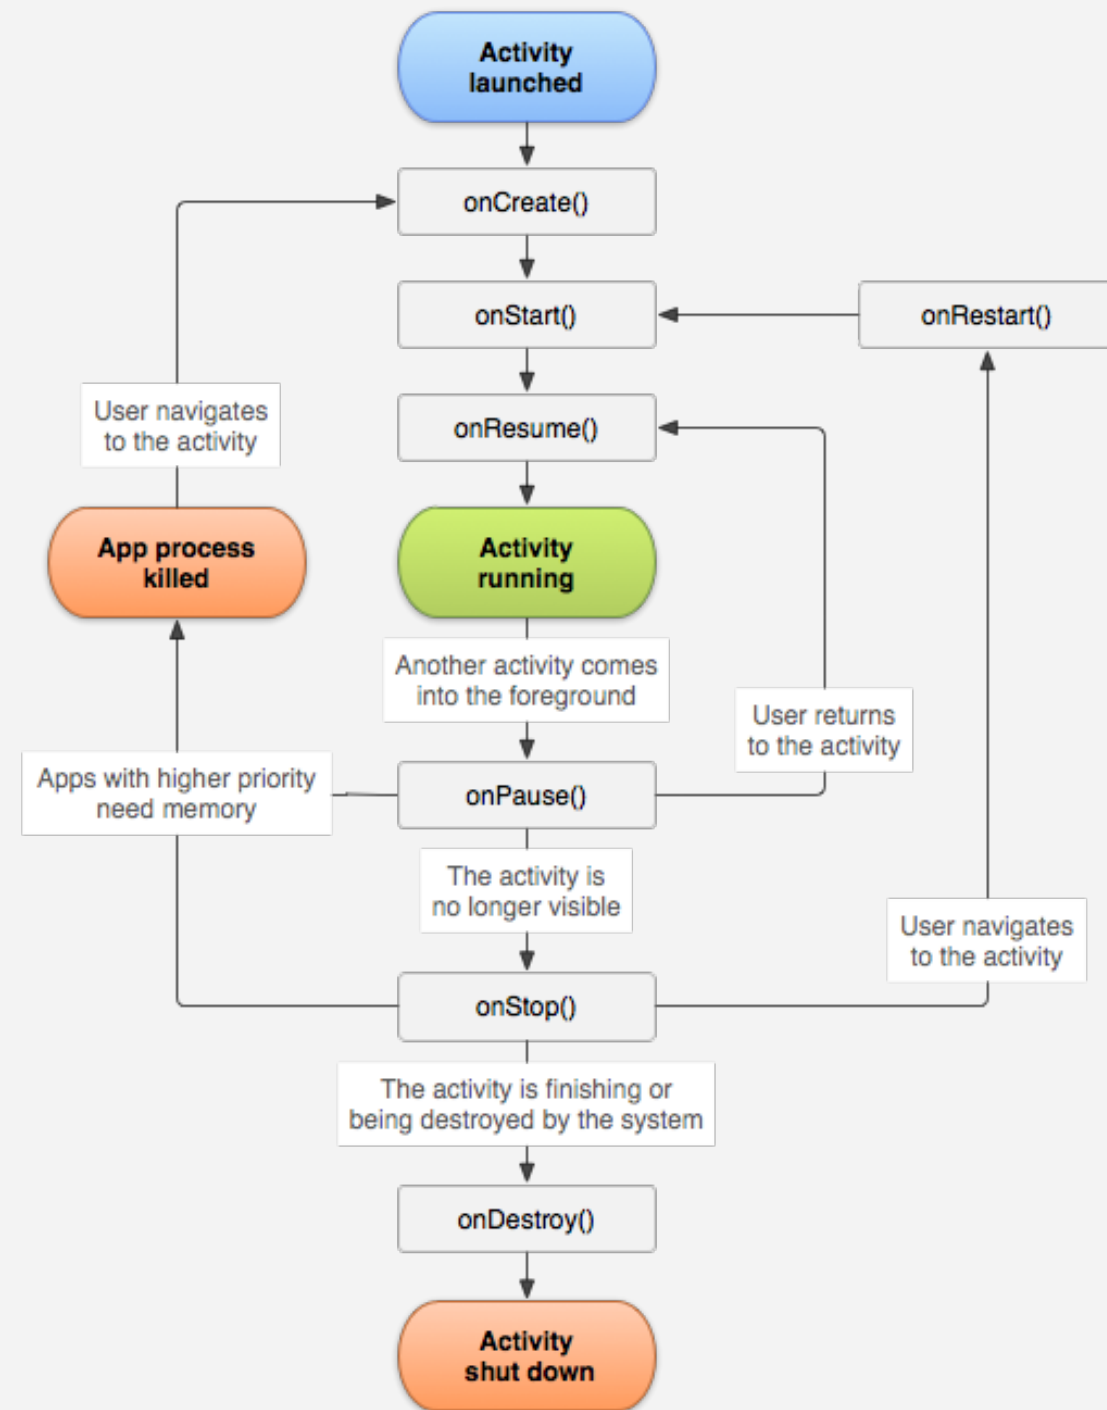 Activity
launched
onCreate()
onStart()
onRestart()
User navigates
to the activity
onResume()
App process
killed
Activity
running
Another activity comes
into the foreground
User returns
to the activity
Apps with higher priority
need memory
onPause()
The activity is
no longer visible
User navigates
to the activity
onStop()
The activity is finishing or
being destroyed by the system
onDestroy()
Activity
shut down